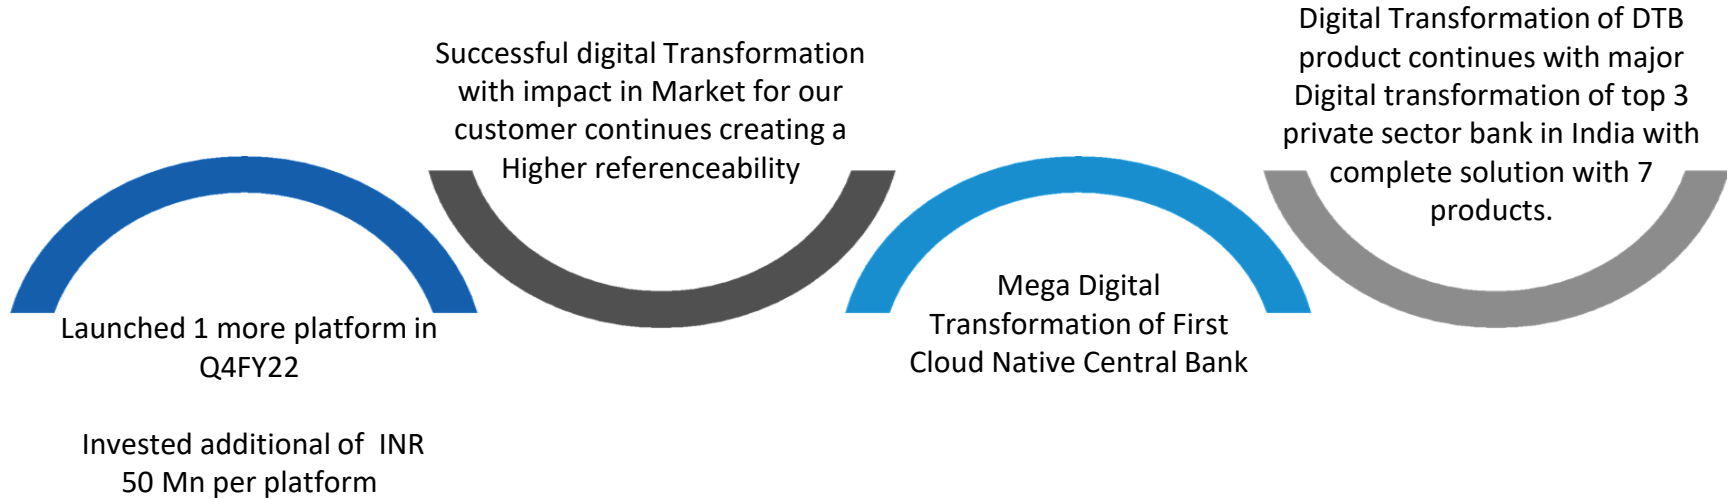 Launched 1 more platform in
Q4FY22
Invested additional of INR
50 Mn per platform
Successful digital Transformation
with impact in Market for our
customer continues creating a
Higher referenceability
Mega Digital
Transformation of First
Cloud Native Central Bank
Digital Transformation of DTB
product continues with major
Digital transformation of top 3
private sector bank in India with
complete solution with 7
products.